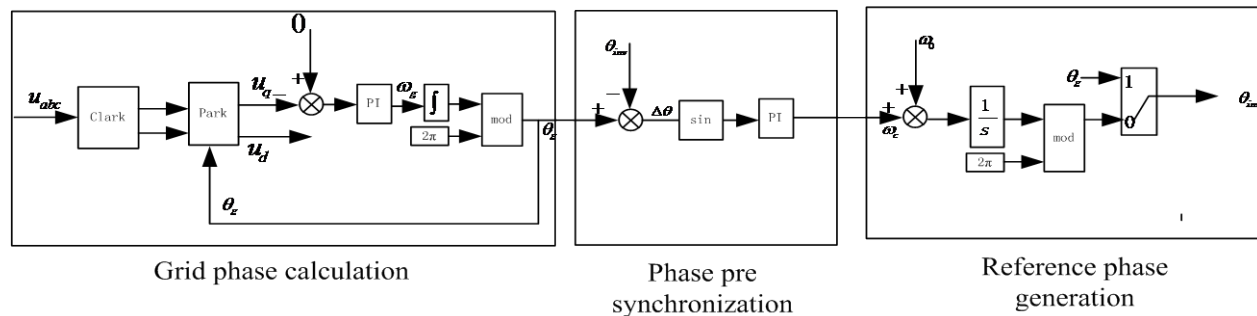 u_abc
Clark
Park
u_q
u_d
0
+
−
PI
ω_g
∫
2π
mod
θ_g
θ_g
Grid phase calculation
θ_inv
−
+
Δθ
sin
PI
Phase pre
synchronization
ω_0
+
+
ω_c
1
s
2π
mod
θ_g
1
0
Reference phase
generation